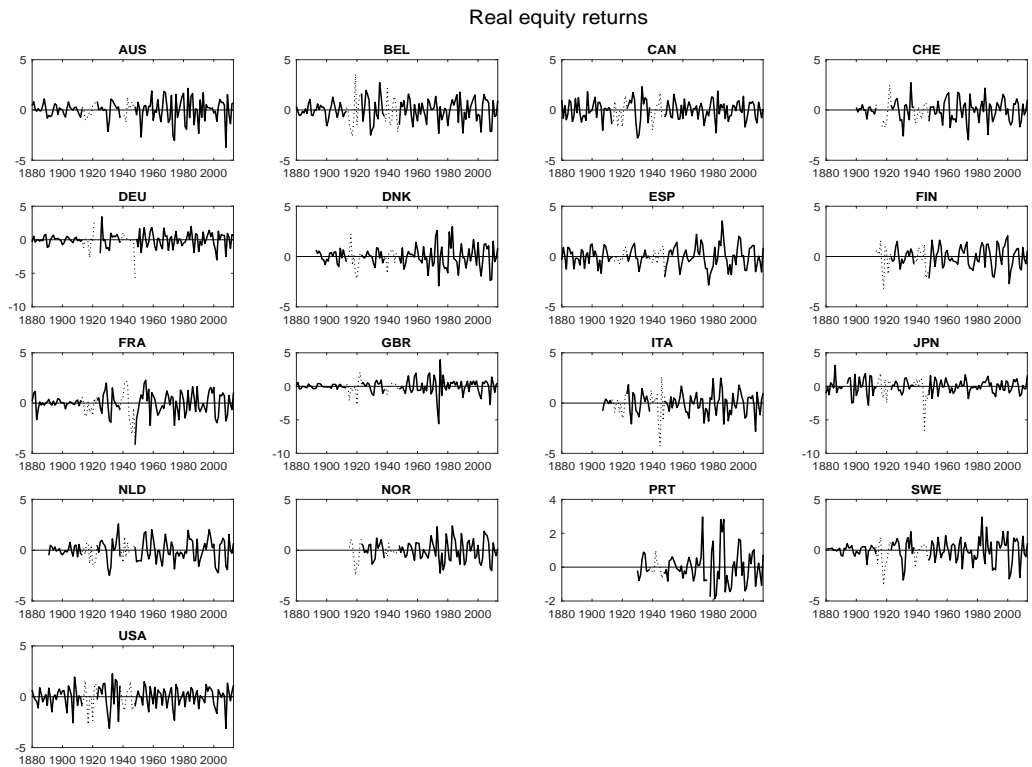 Real equity returns
AUS BEL CAN CHE
5 5 5 5
0 0 0 0
-5 -5 -5 -5
1880 1900 1920 1940 1960 1980 2000 1880 1900 1920 1940 1960 1980 2000 1880 1900 1920 1940 1960 1980 2000 1880 1900 1920 1940 1960 1980 2000
DEU DNK ESP FIN
5 5 5 5
0 0 0 0
-5
-10 -5 -5 -5
1880 1900 1920 1940 1960 1980 2000 1880 1900 1920 1940 1960 1980 2000 1880 1900 1920 1940 1960 1980 2000 1880 1900 1920 1940 1960 1980 2000
FRA GBR ITA JPN
5 5 5 5
0 0 0 0
-5 -5
-5 -10 -5 -10
1880 1900 1920 1940 1960 1980 2000 1880 1900 1920 1940 1960 1980 2000 1880 1900 1920 1940 1960 1980 2000 1880 1900 1920 1940 1960 1980 2000
NLD NOR PRT SWE
5 5 4 5
2
0 0 0 0
-5 -5 -2 -5
1880 1900 1920 1940 1960 1980 2000 1880 1900 1920 1940 1960 1980 2000 1880 1900 1920 1940 1960 1980 2000 1880 1900 1920 1940 1960 1980 2000
USA
5
0
-5
1880 1900 1920 1940 1960 1980 2000